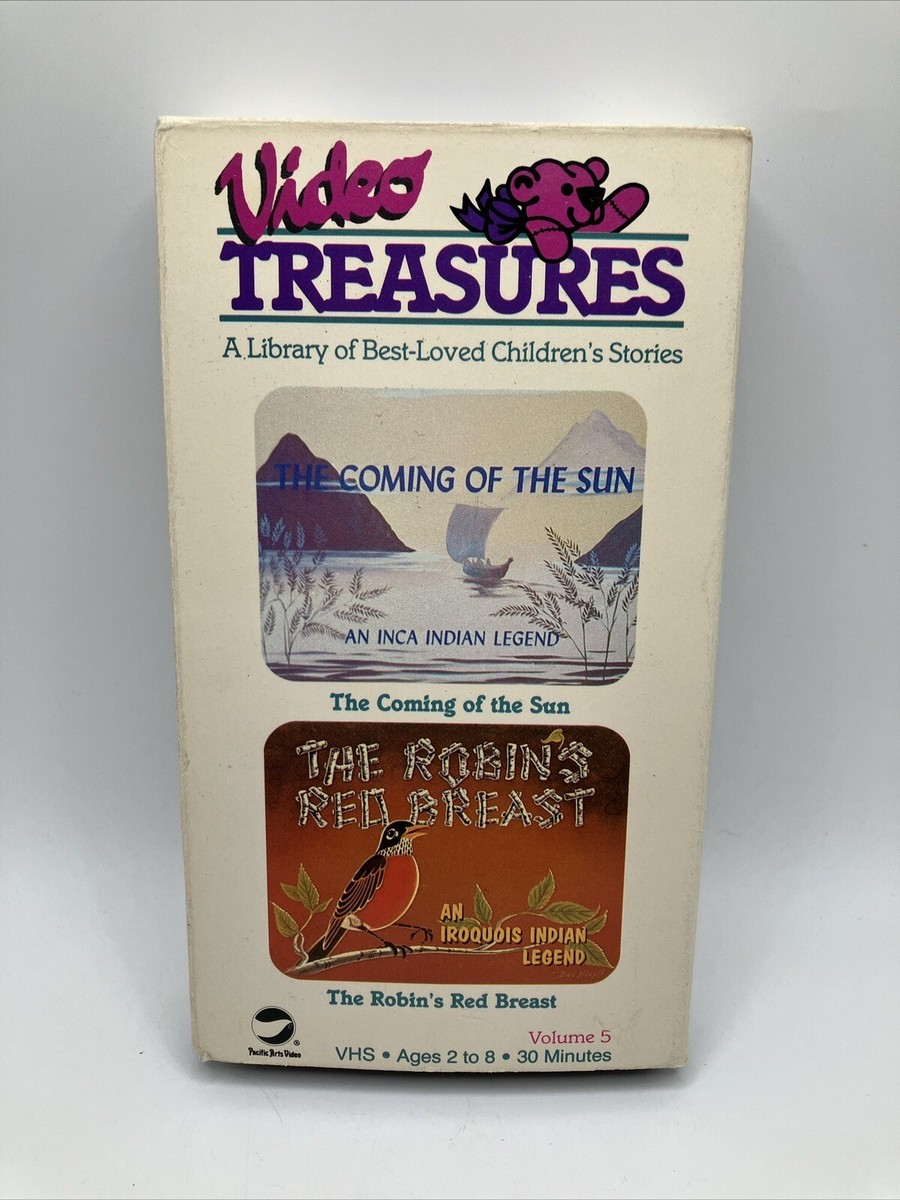 Video
TREASURES
A Library of Best-Loved Children's Stories
THE COMING OF THE SUN
AN INCA INDIAN LEGEND
The Coming of the Sun
THE ROBIN'S
RED BREAST
AN
IROQUOIS INDIAN
LEGEND
The Robin's Red Breast
Volume 5
®
Pacific Arts Video
VHS • Ages 2 to 8 • 30 Minutes